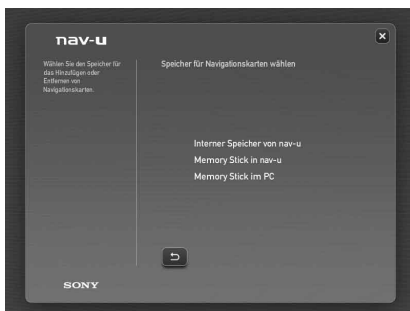 nav-u
Wählen Sie den Speicher für
das Hinzufügen oder
Entfernen von
Navigationskarten.
Speicher für Navigationskarten wählen
Interner Speicher von nav-u
Memory Stick in nav-u
Memory Stick im PC
SONY